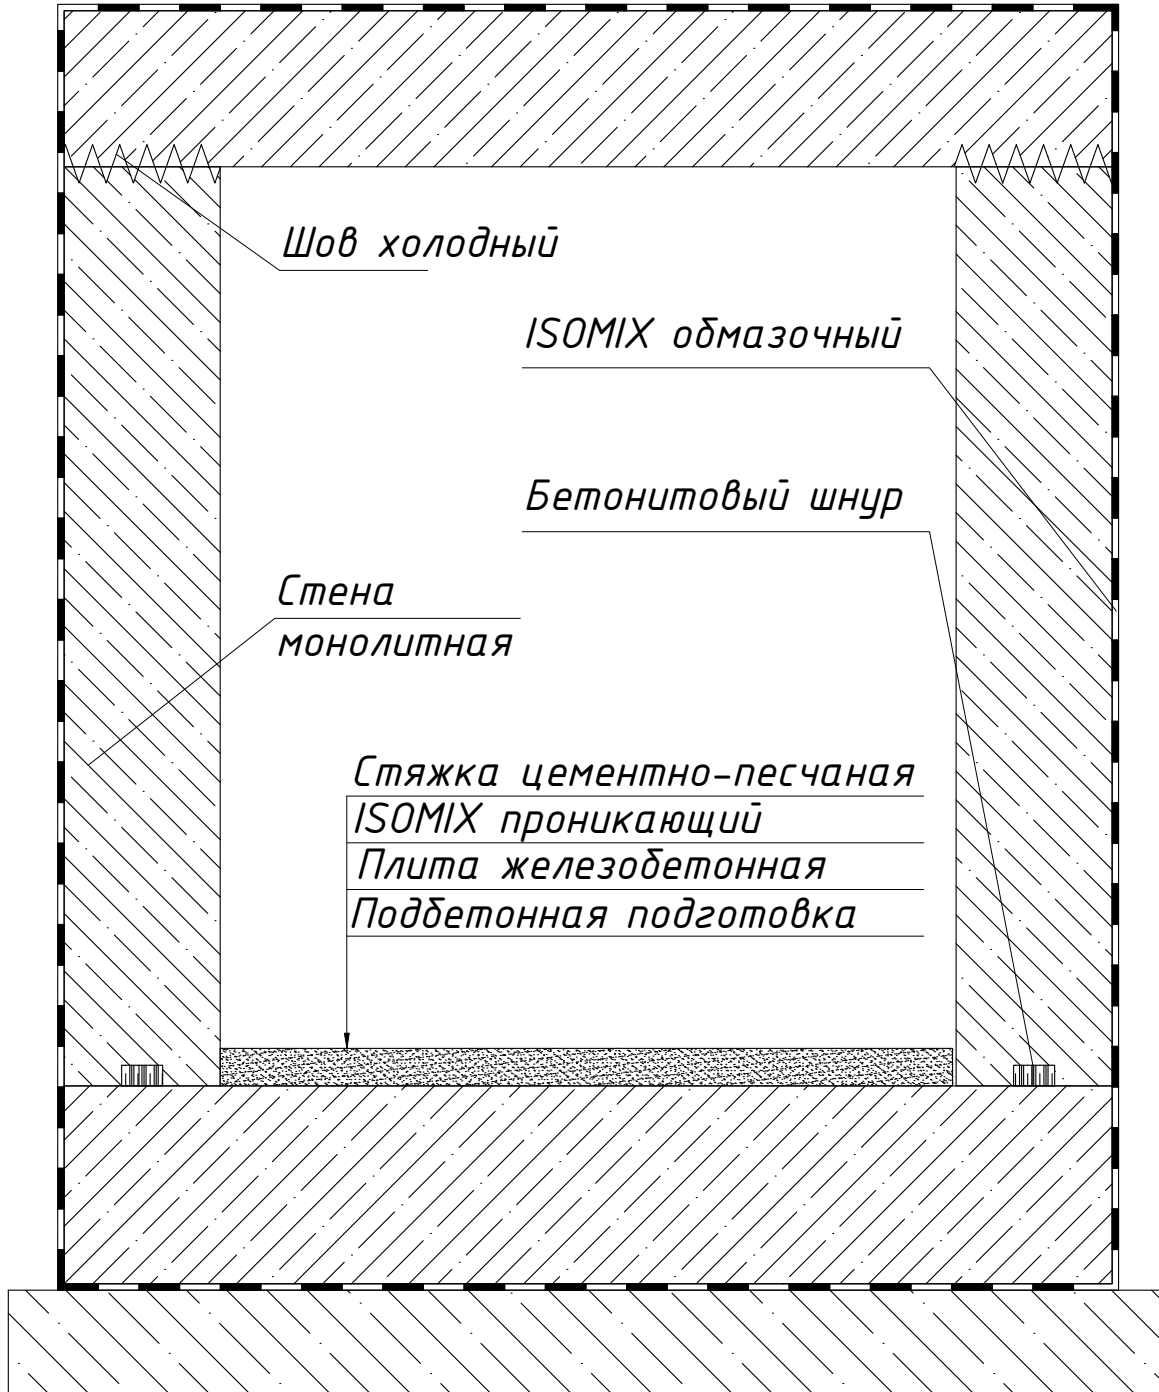 Шов холодный
ISOMIX обмазочный
Бетонитовый шнур
Стена
монолитная
Стяжка цементно-песчаная
ISOMIX проникающий
Плита железобетонная
Подбетонная подготовка